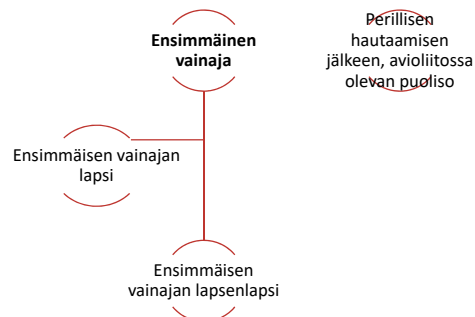 Ensimmäinen
vainaja
Perillisen
hautaamisen
jälkeen, avioliitossa
olevan puoliso
Ensimmäisen vainajan
lapsi
Ensimmäisen
vainajan lapsenlapsi